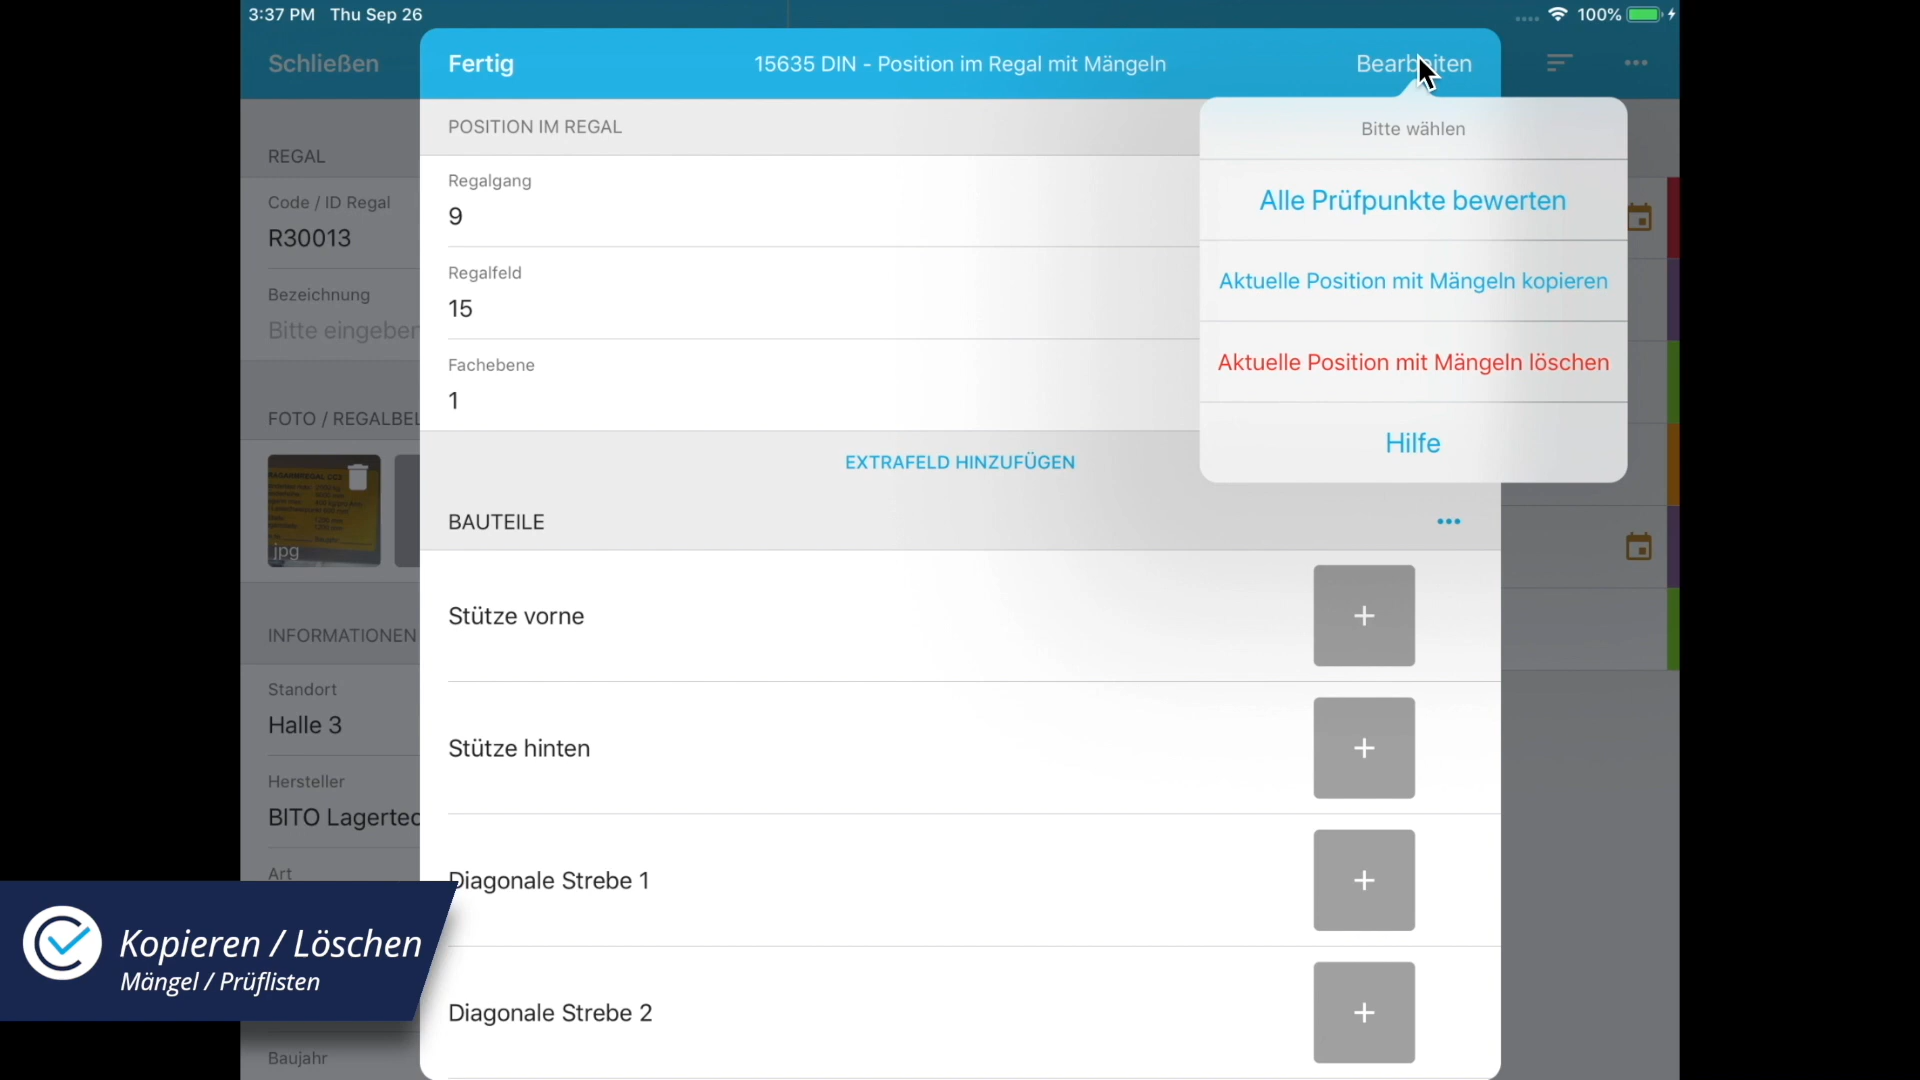 3:37 PM Thu Sep 26
100%
Schließen
Fertig
15635 DIN - Position im Regal mit Mängeln
Bearbeiten
POSITION IM REGAL
Bitte wählen
REGAL
Alle Prüfpunkte bewerten
Regalgang
9
Code / ID Regal
R30013
Regalfeld
15
Aktuelle Position mit Mängeln kopieren
Bezeichnung
Bitte eingeben
Fachebene
1
Aktuelle Position mit Mängeln löschen
FOTO / REGALBEL
Hilfe
EXTRAFELD HINZUFÜGEN
jpg
BAUTEILE
Stütze vorne
INFORMATIONEN
Standort
Halle 3
Stütze hinten
Hersteller
BITO Lagertec
Art
Diagonale Strebe 1
Kopieren / Löschen
Mängel / Prüflisten
Diagonale Strebe 2
Baujahr